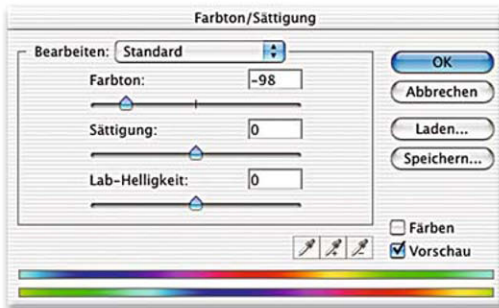 Farbton/Sättigung
Bearbeiten: Standard
Farbton: -98
Sättigung: 0
Lab-Helligkeit: 0
OK
Abbrechen
Laden...
Speichern...
Färben
Vorschau